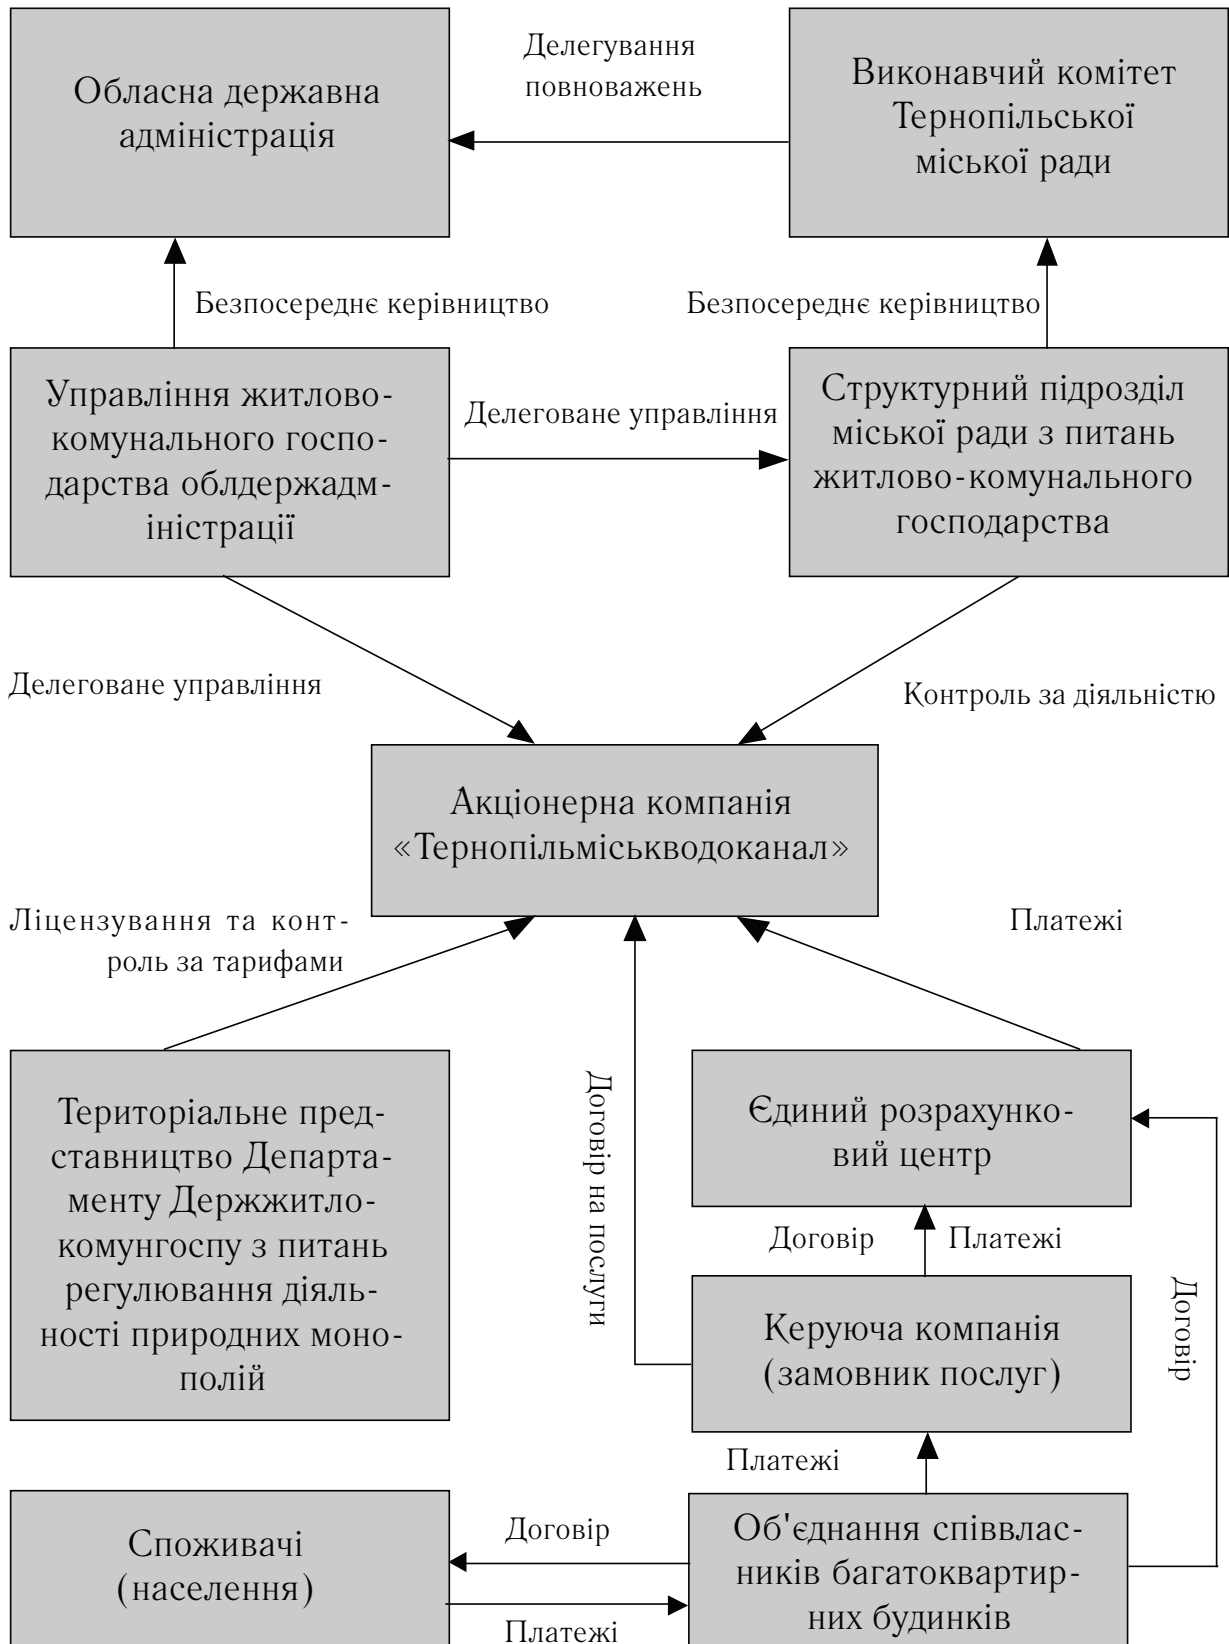 Обласна державна
адміністрація
Делегування
повноважень
Виконавчий комітет
Тернопільської
міської ради
Безпосереднє керівництво
Безпосереднє керівництво
Управління житлово-
комунального госпо-
дарства облдержадм-
іністрації
Делеговане управління
Структурний підрозділ
міської ради з питань
житлово-комунального
господарства
Делеговане управління
Контроль за діяльністю
Акціонерна компанія
«Тернопільміськводоканал»
Ліцензування та конт-
роль за тарифами
Платежі
Територіальне пред-
ставництво Департа-
менту Держжитло-
комунгоспу з питань
регулювання діяль-
ності природних моно-
полій
Договір на послуги
Єдиний розрахунко-
вий центр
Договір
Платежі
Договір
Керуюча компанія
(замовник послуг)
Платежі
Споживачі
(населення)
Договір
Платежі
Об'єднання співвлас-
ників багатоквартир-
них будинків